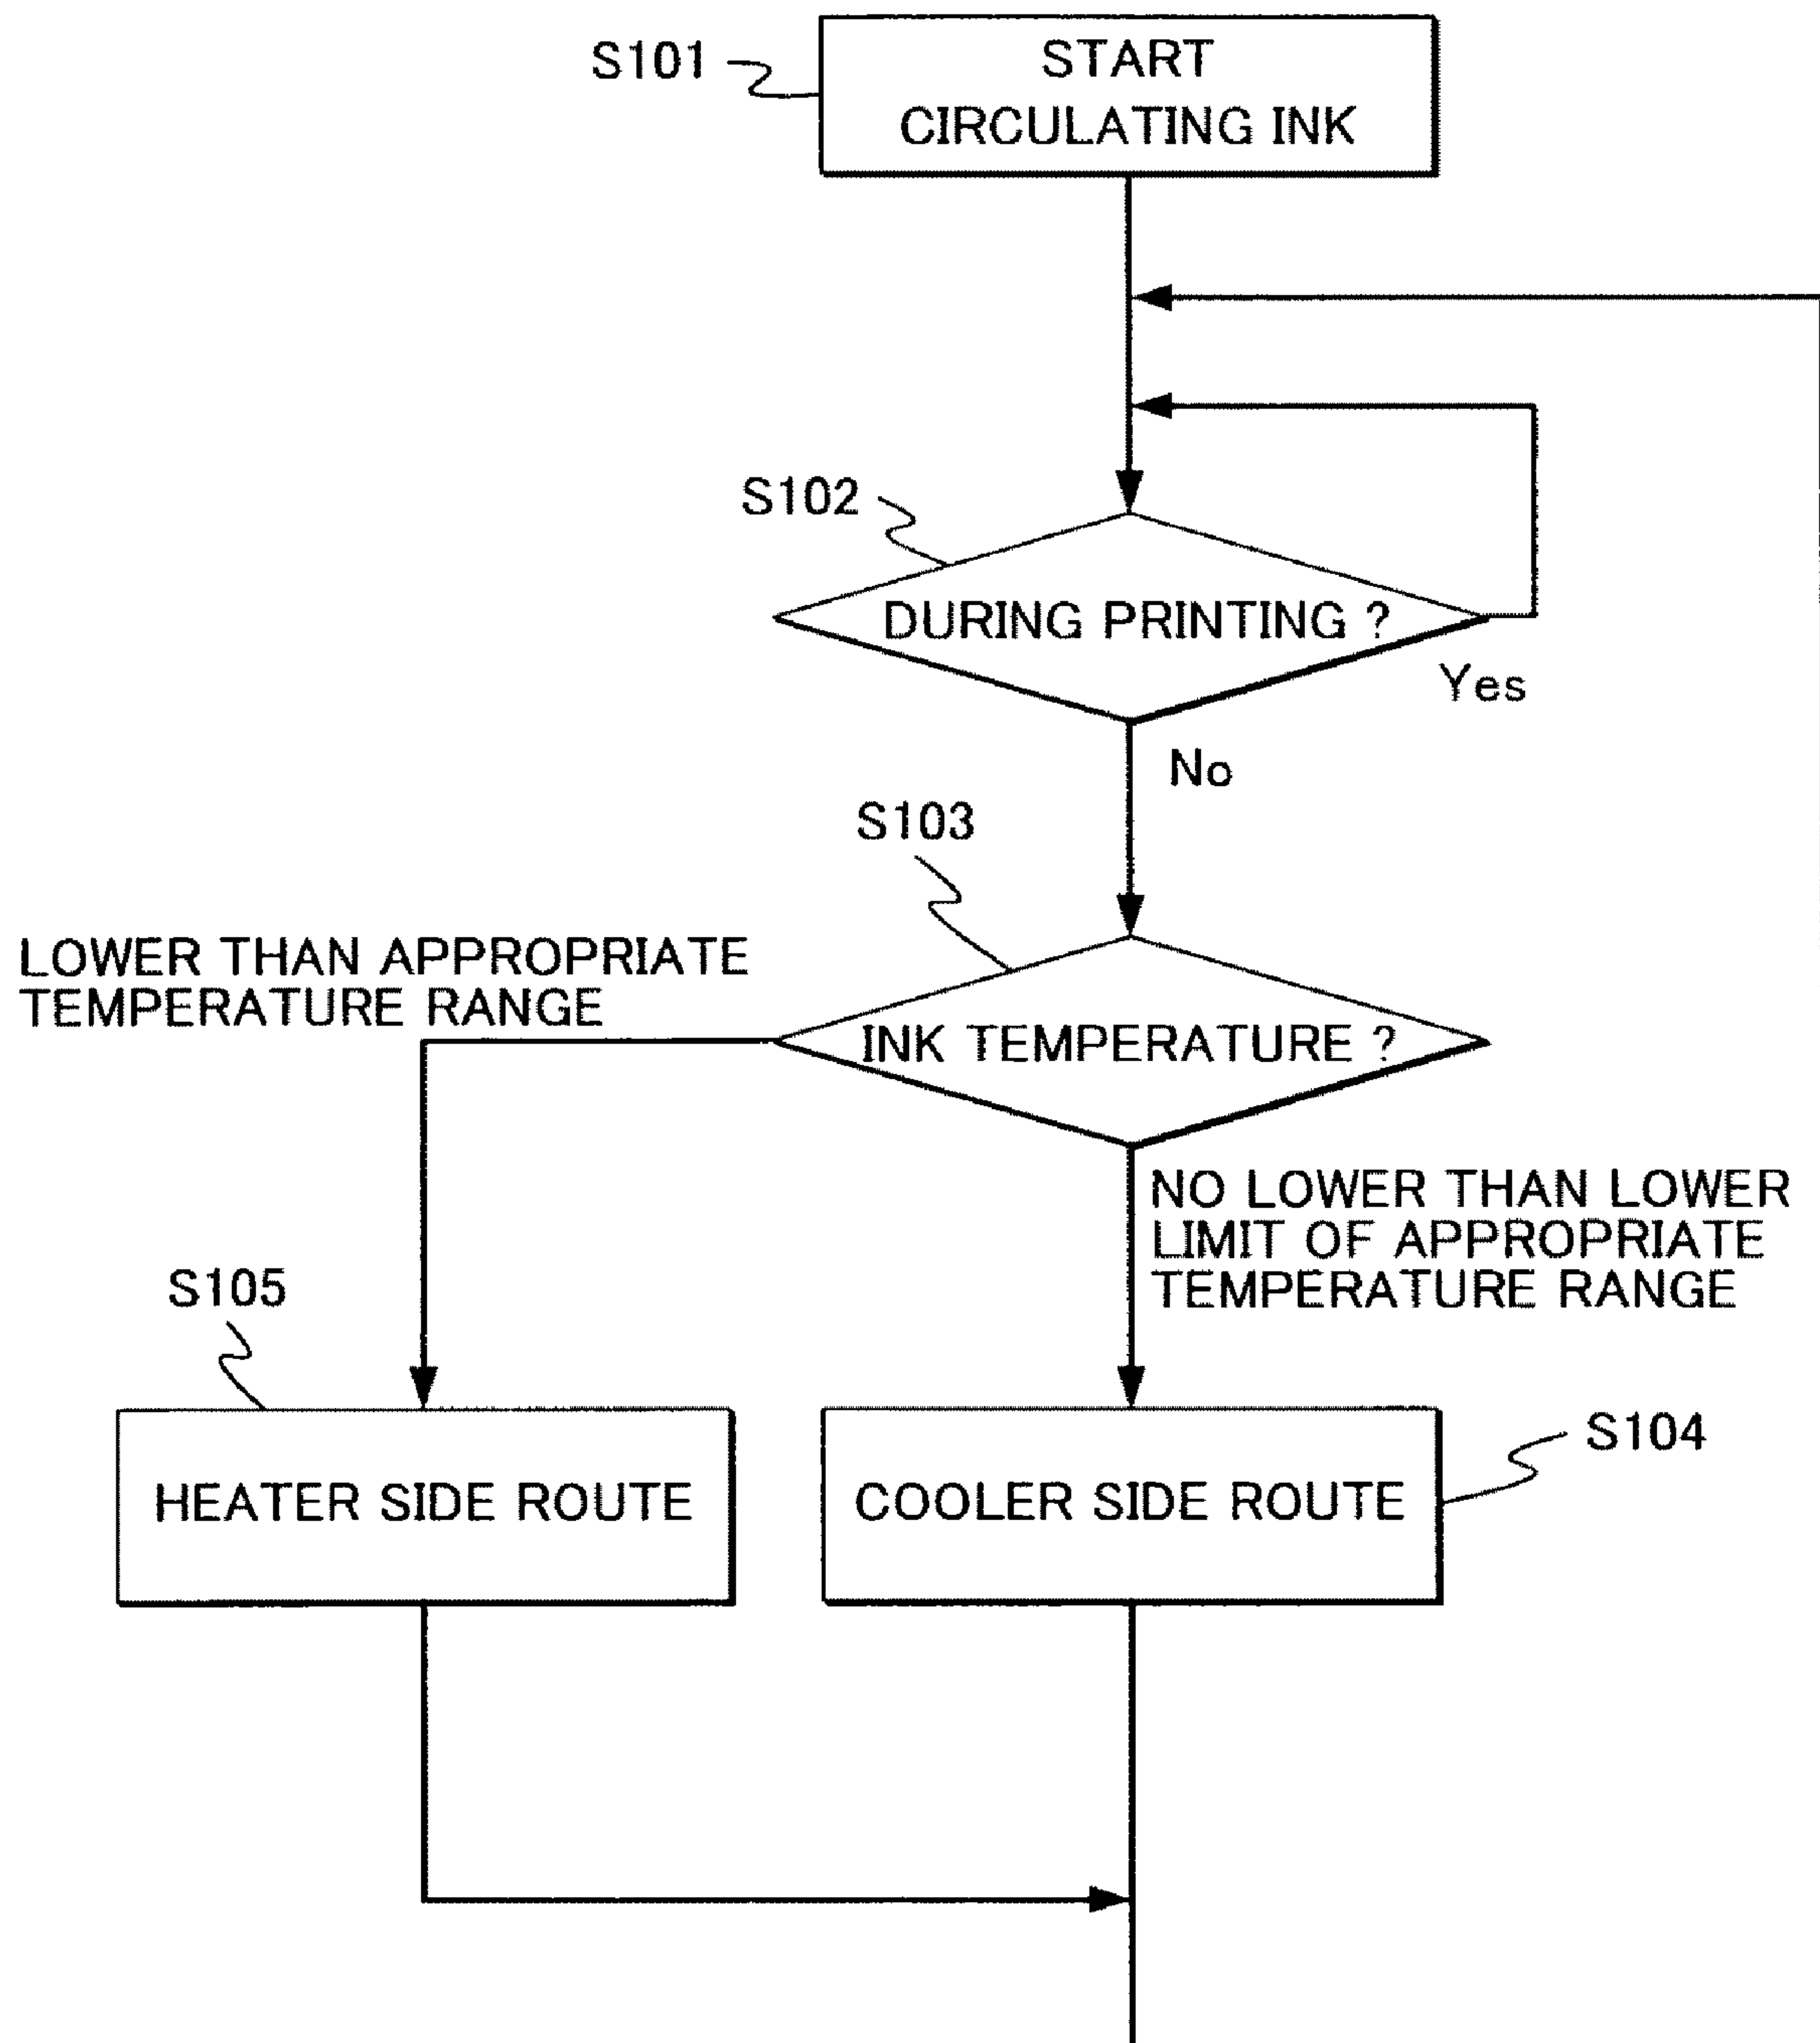 S101
START
CIRCULATING INK
S102
DURING PRINTING ?
Yes
No
S103
LOWER THAN APPROPRIATE
TEMPERATURE RANGE
INK TEMPERATURE ?
NO LOWER THAN LOWER
LIMIT OF APPROPRIATE
TEMPERATURE RANGE
S105
HEATER SIDE ROUTE
COOLER SIDE ROUTE
S104